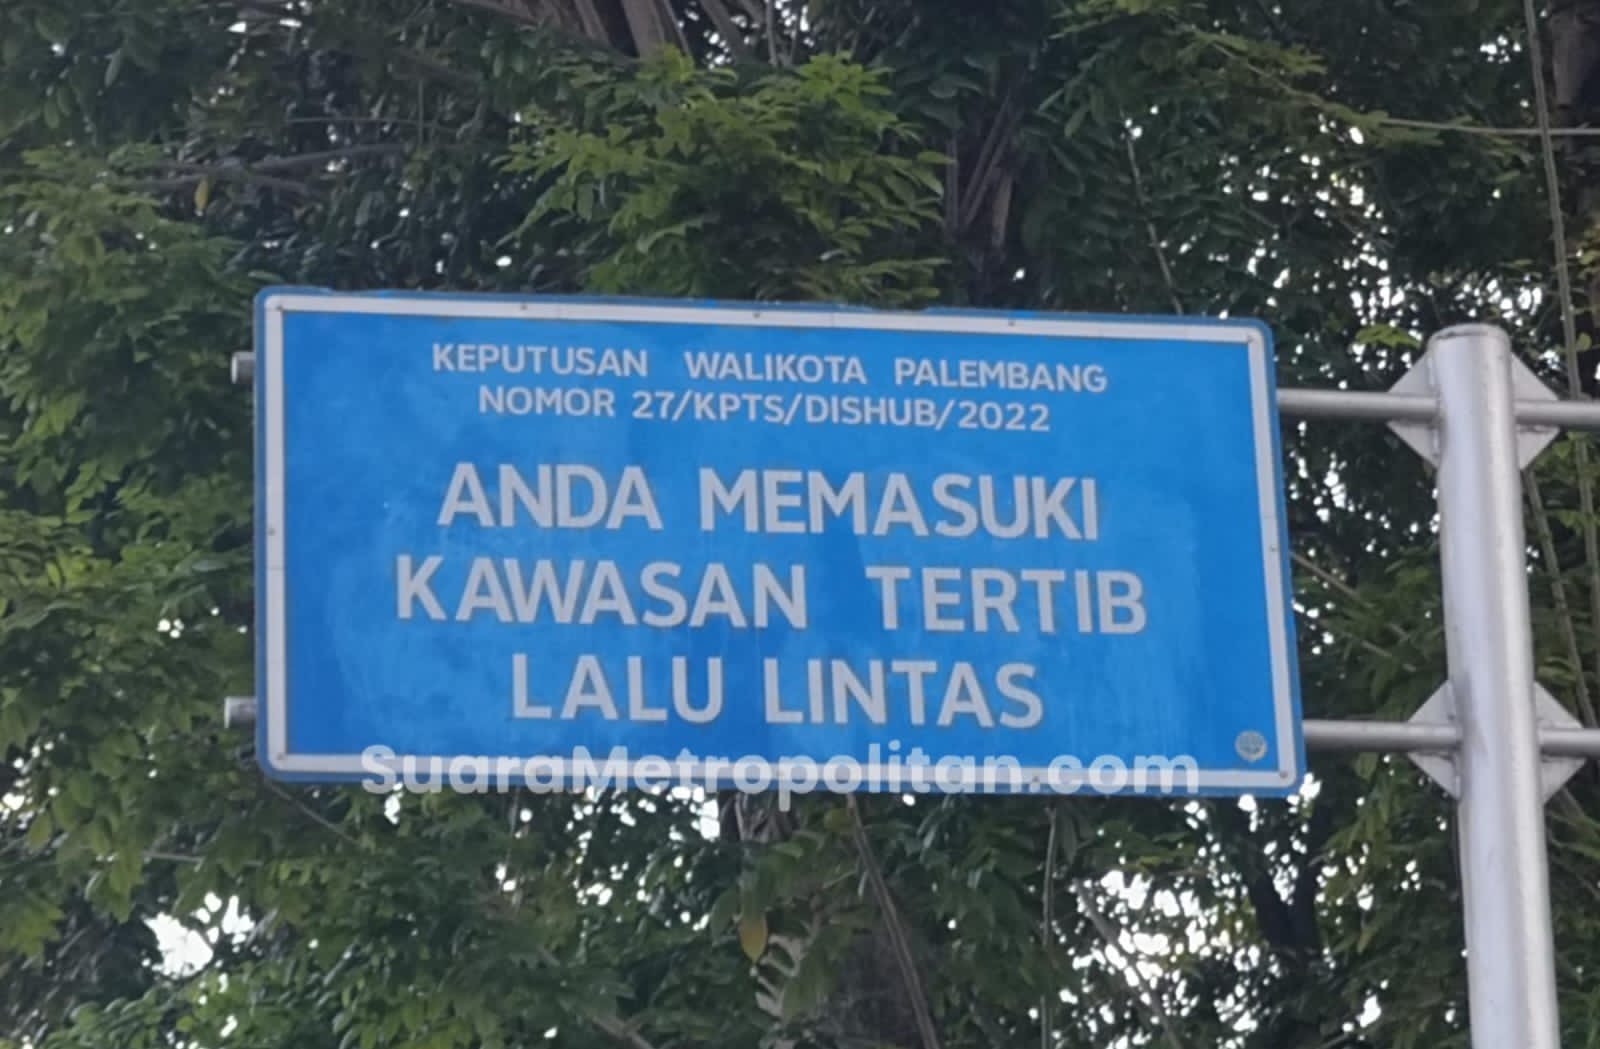 KEPUTUSAN WALIKOTA PALEMBANG
NOMOR 27/KPTS/DISHUB/2022
ANDA MEMASUKI
KAWASAN TERTIB
LALU LINTAS
SuaraMetropolitan.com